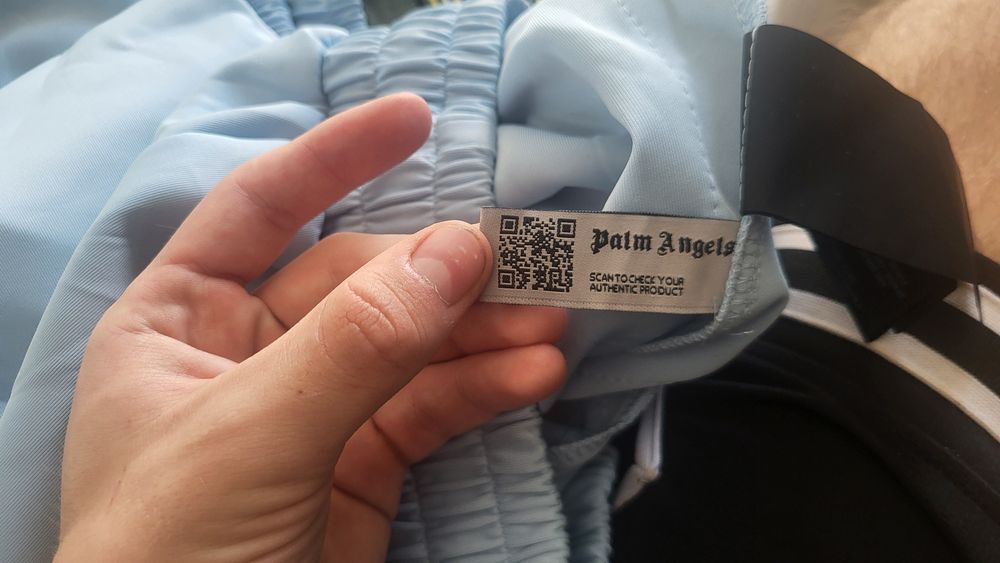 Palm Angels
SCAN TO CHECK YOUR
AUTHENTIC PRODUCT